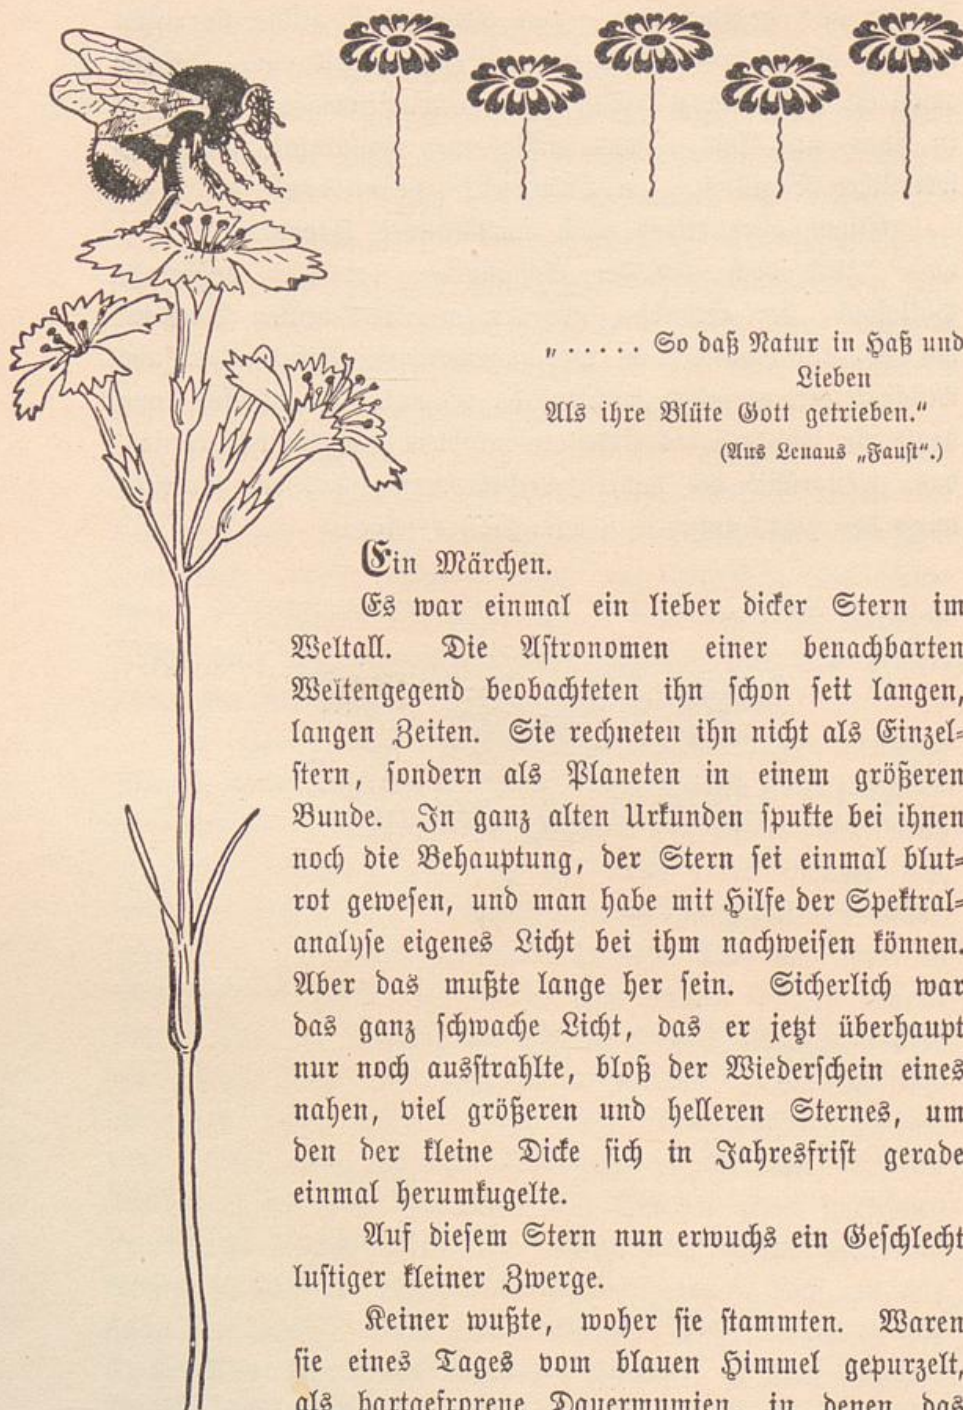 „ ..... So daß Natur in Haß und
Lieben
Als ihre Blüte Gott getrieben.“
(Aus Lenaus „Faust“.)
Ein Märchen.
Es war einmal ein lieber dicker Stern im
Weltall. Die Astronomen einer benachbarten
Weltengegend beobachteten ihn schon seit langen,
langen Zeiten. Sie rechneten ihn nicht als Einzel-
stern, sondern als Planeten in einem größeren
Bunde. In ganz alten Urkunden spukte bei ihnen
noch die Behauptung, der Stern sei einmal blut-
rot gewesen, und man habe mit Hilfe der Spektral-
analyse eigenes Licht bei ihm nachweisen können.
Aber das mußte lange her sein. Sicherlich war
das ganz schwache Licht, das er jetzt überhaupt
nur noch ausstrahlte, bloß der Wiederschein eines
nahen, viel größeren und helleren Sternes, um
den der kleine Dicke sich in Jahresfrist gerade
einmal herumkugelte.
Auf diesem Stern nun erwuchs ein Geschlecht
lustiger kleiner Zwerge.
Keiner wußte, woher sie stammten. Waren
sie eines Tages vom blauen Himmel gepurzelt,
als hartgefrorene Dauermumien, in denen das